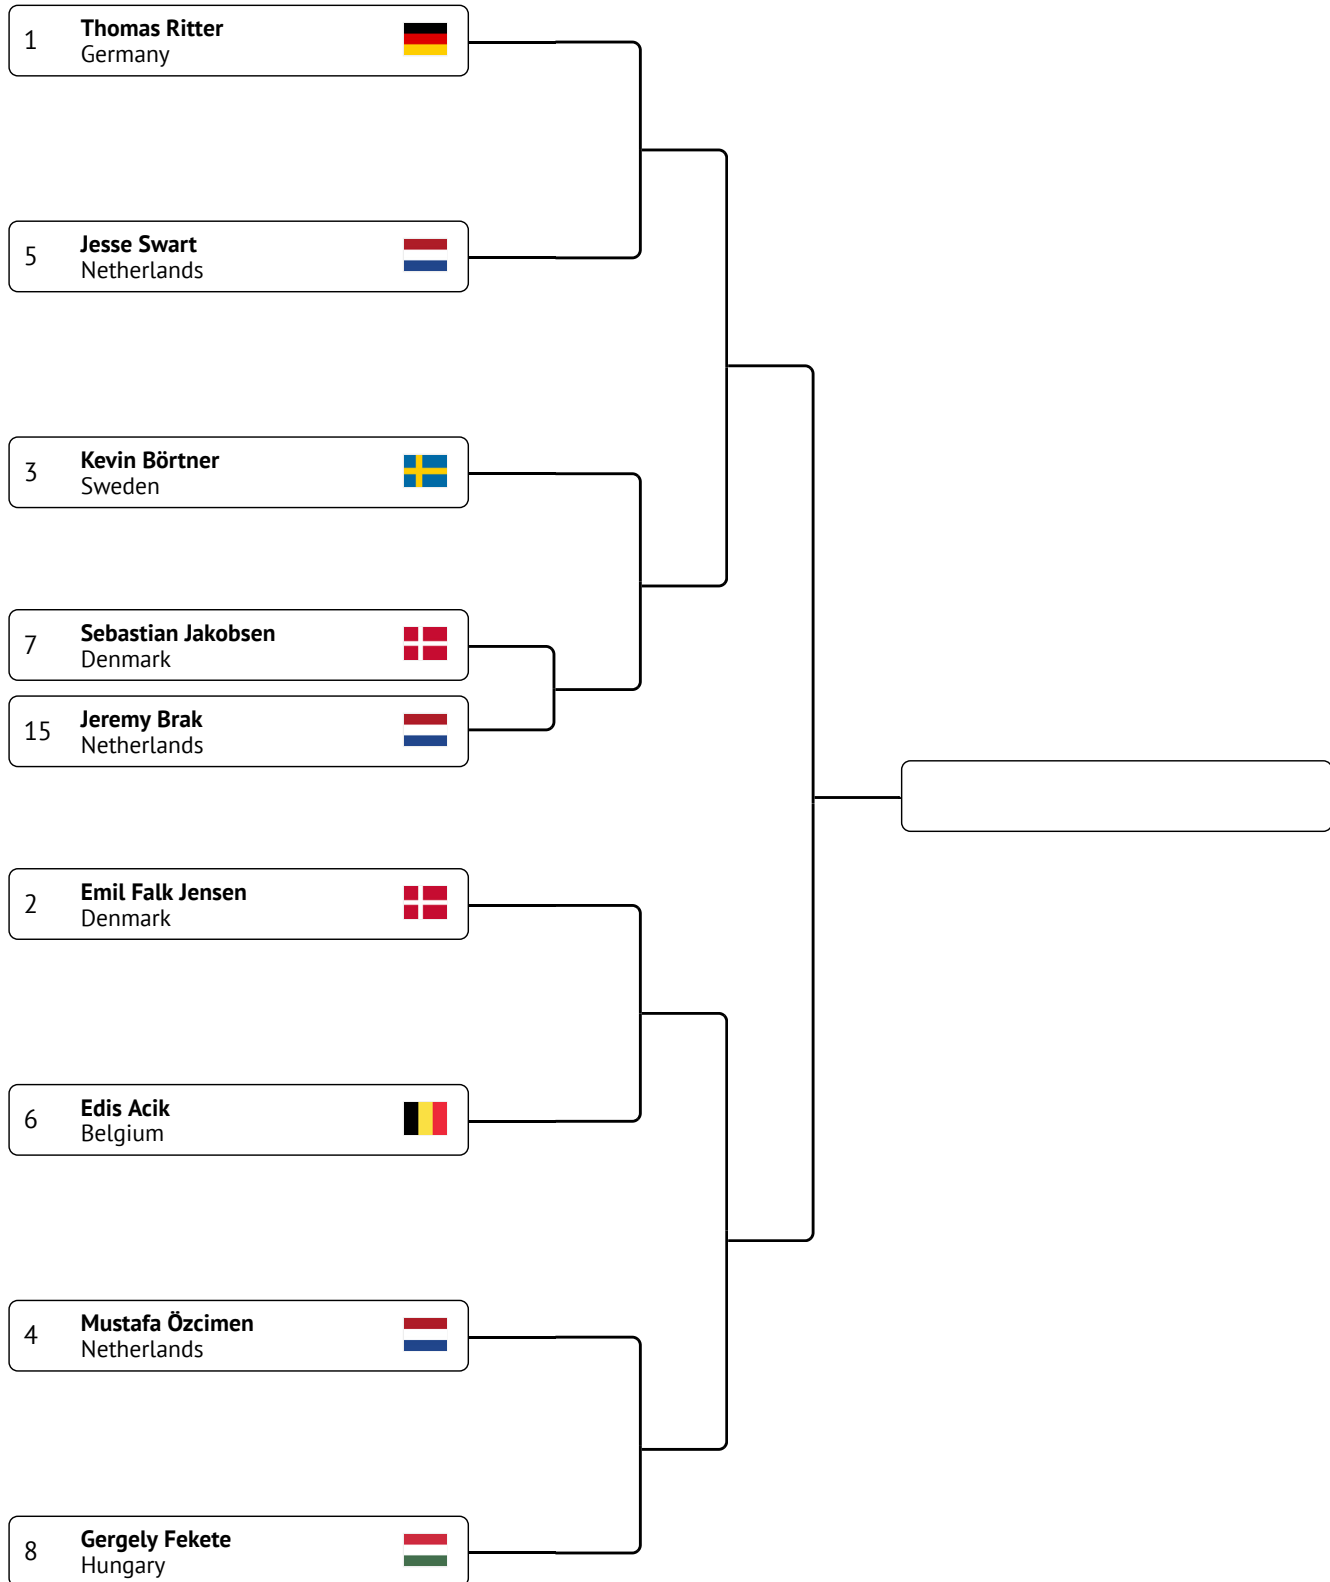 1
Thomas Ritter
Germany
5
Jesse Swart
Netherlands
3
Kevin Börtner
Sweden
7
Sebastian Jakobsen
Denmark
15
Jeremy Brak
Netherlands
2
Emil Falk Jensen
Denmark
6
Edis Acik
Belgium
4
Mustafa Özcimen
Netherlands
8
Gergely Fekete
Hungary